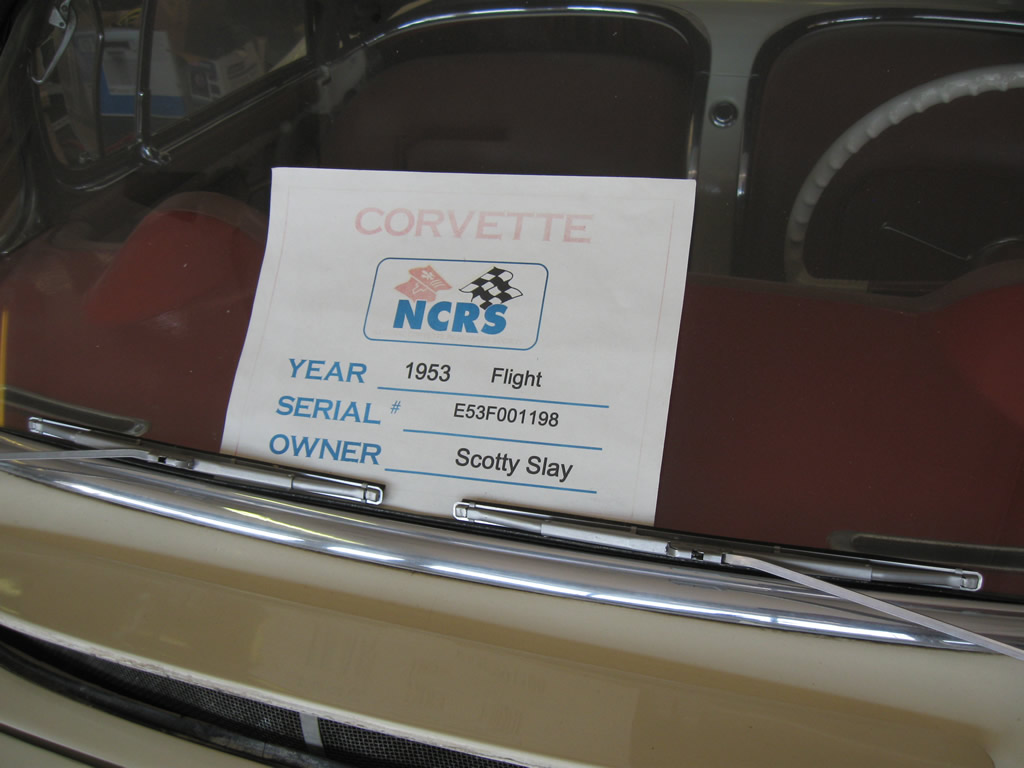 CORVETTE
NCRS
YEAR 1953 Flight
SERIAL # E53F001198
OWNER Scotty Slay